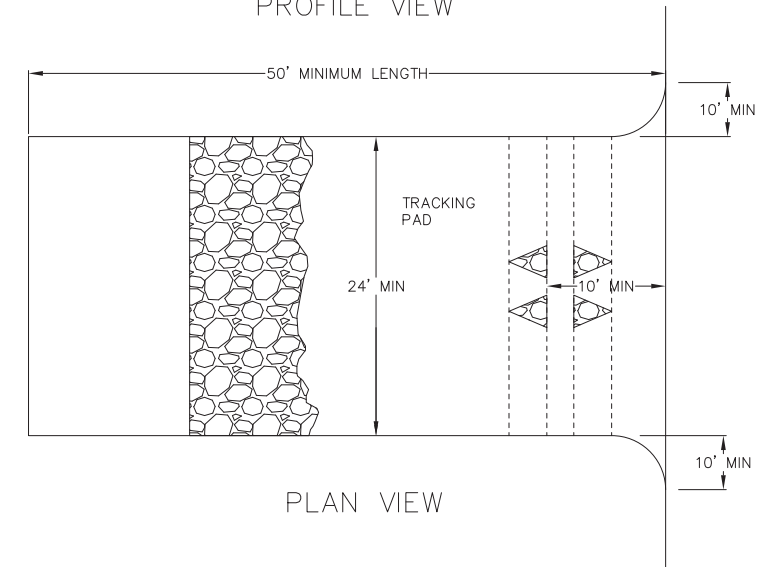 PROFILE VIEW
50' MINIMUM LENGTH
10' MIN
TRACKING
PAD
24' MIN
10' MIN
10' MIN
PLAN VIEW